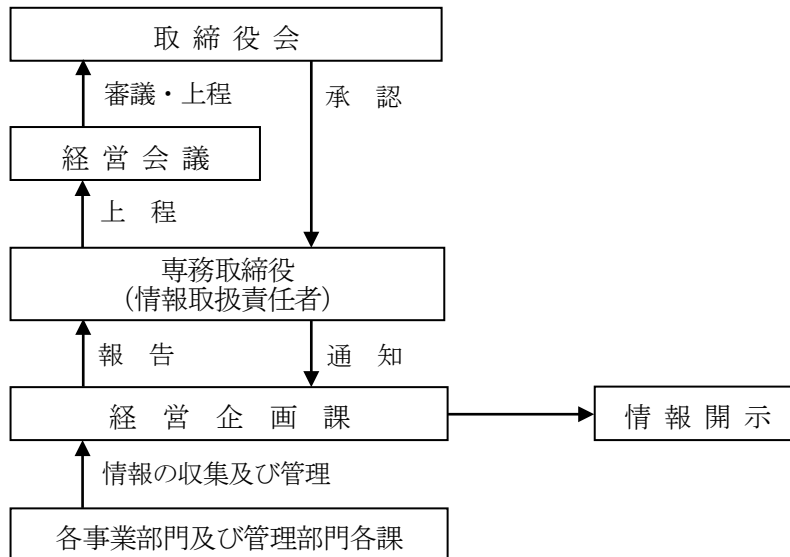 取締役会
審議・上程
承認
経営会議
上程
専務取締役
(情報取扱責任者)
報告
通知
経営企画課
情報開示
情報の収集及び管理
各事業部門及び管理部門各課